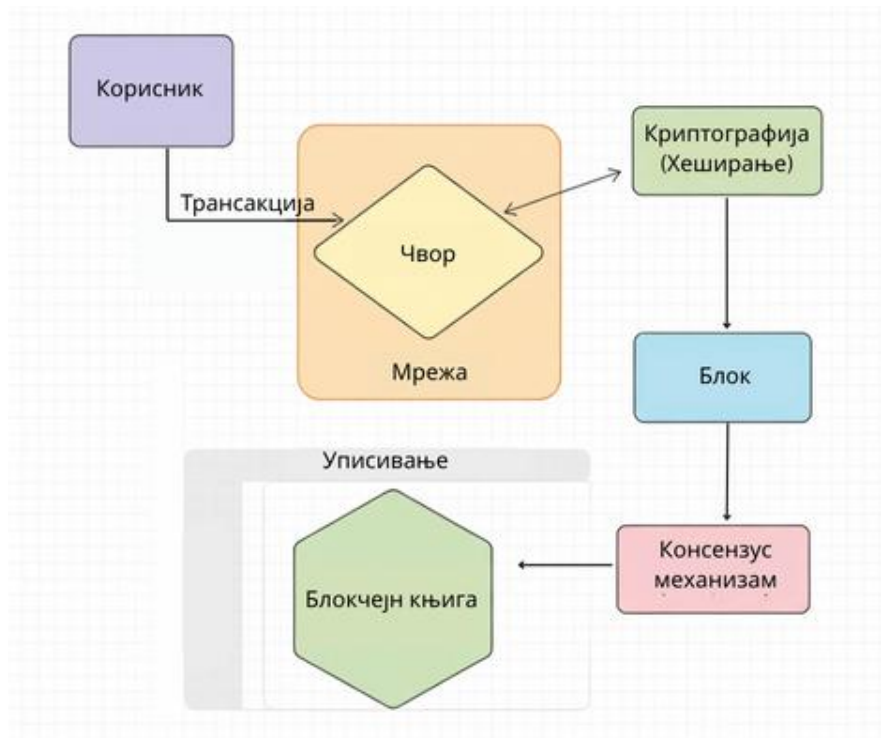 Корисник
Трансакција
Чвор
Мрежа
Криптографија
(Хеширање)
Блок
Консензус
механизам
Уписивање
Блокчејн књига